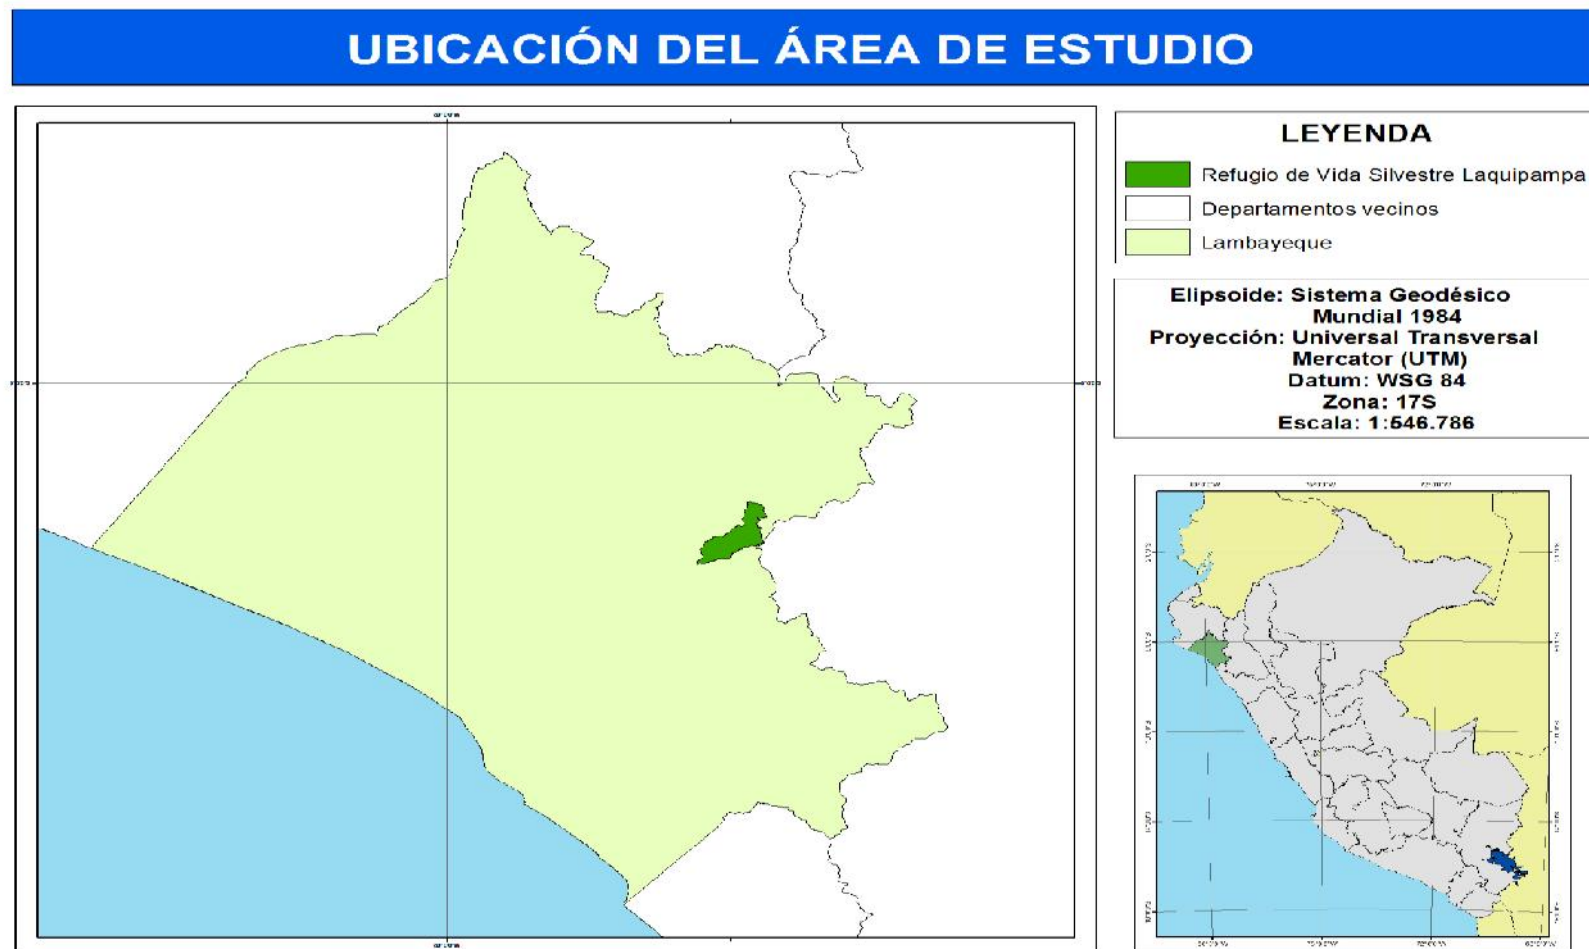 UBICACIÓN DEL ÁREA DE ESTUDIO
LEYENDA
Refugio de Vida Silvestre Laquipampa
Departamentos vecinos
Lambayeque
Elipsoide: Sistema Geodésico
Mundial 1984
Proyección: Universal Transversal
Mercator (UTM)
Datum: WSG 84
Zona: 17S
Escala: 1:546.786